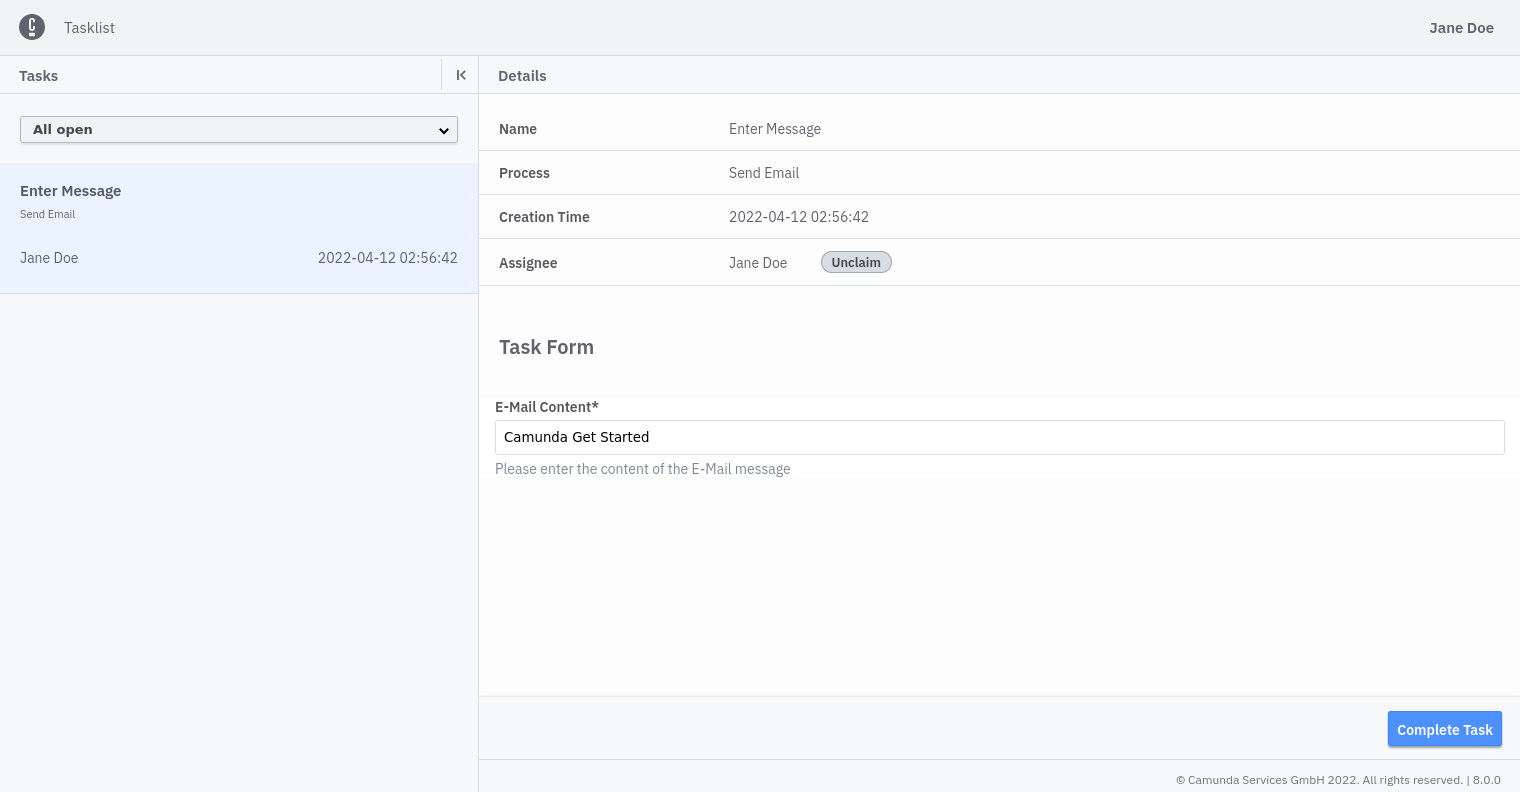 Tasklist
Jane Doe
Tasks
Details
All open
Enter Message
Send Email
Jane Doe 2022-04-12 02:56:42
Name Enter Message
Process Send Email
Creation Time 2022-04-12 02:56:42
Assignee Jane Doe Unclaim
Task Form
E-Mail Content*
Camunda Get Started
Please enter the content of the E-Mail message
Complete Task
© Camunda Services GmbH 2022. All rights reserved. | 8.0.0